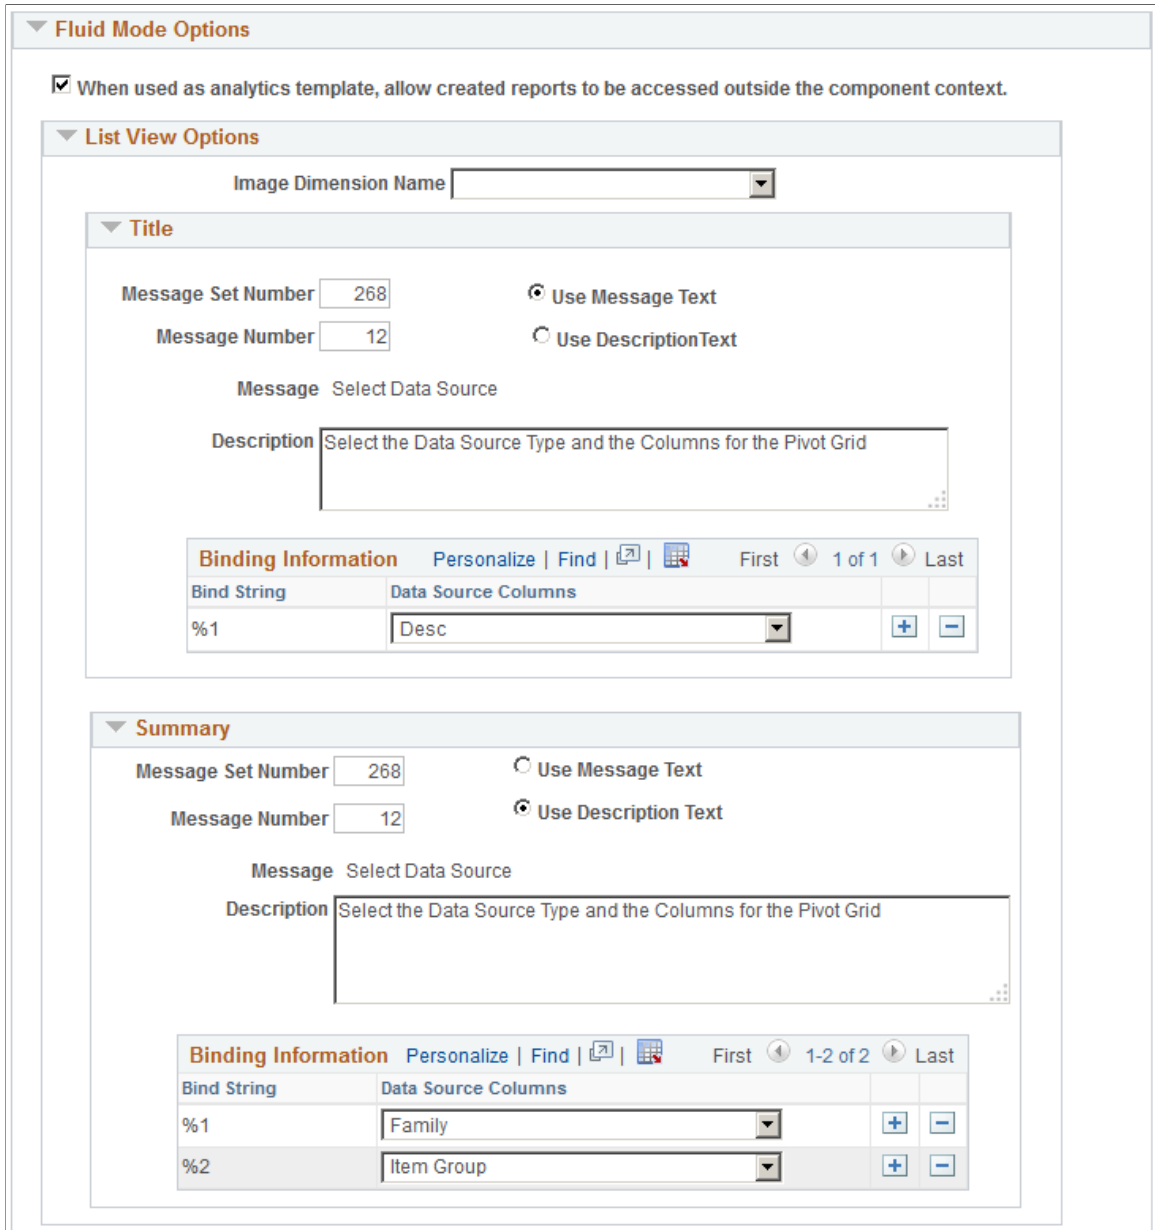 Fluid Mode Options
When used as analytics template, allow created reports to be accessed outside the component context.
List View Options
Image Dimension Name
Title
Message Set Number 268 Use Message Text
Message Number 12 Use DescriptionText
Message Select Data Source
Description Select the Data Source Type and the Columns for the Pivot Grid
Binding Information Personalize | Find | | First 1 of 1 Last
Bind String Data Source Columns
%1 Desc
Summary
Message Set Number 268 Use Message Text
Message Number 12 Use Description Text
Message Select Data Source
Description Select the Data Source Type and the Columns for the Pivot Grid
Binding Information Personalize | Find | | First 1-2 of 2 Last
Bind String Data Source Columns
%1 Family
%2 Item Group